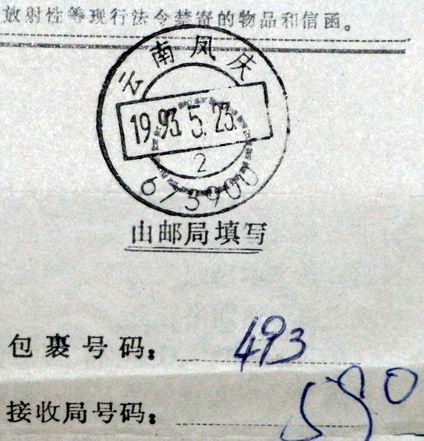 放射性等现行法令禁寄的物品和信函。
云南凤庆
1993.5.23.
2
673900
由邮局填写
包裹号码： 493
接收局号码： 590